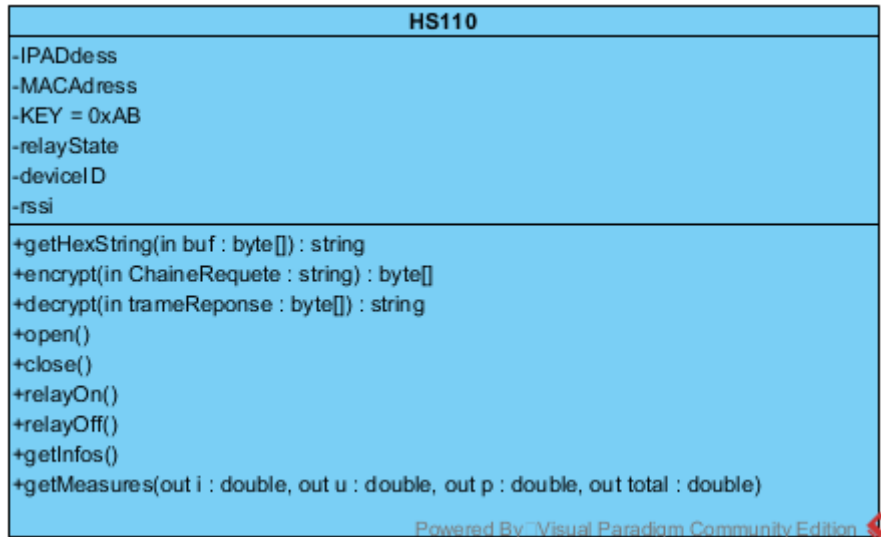 HS110
-IPADdess
-MACAdress
-KEY = 0xAB
-relayState
-deviceID
-rssi
+getHexString(in buf : byte[]) : string
+encrypt(in ChaineRequete : string) : byte[]
+decrypt(in trameReponse : byte[]) : string
+open()
+close()
+relayOn()
+relayOff()
+getInfos()
+getMeasures(out i : double, out u : double, out p : double, out total : double)
Powered By Visual Paradigm Community Edition